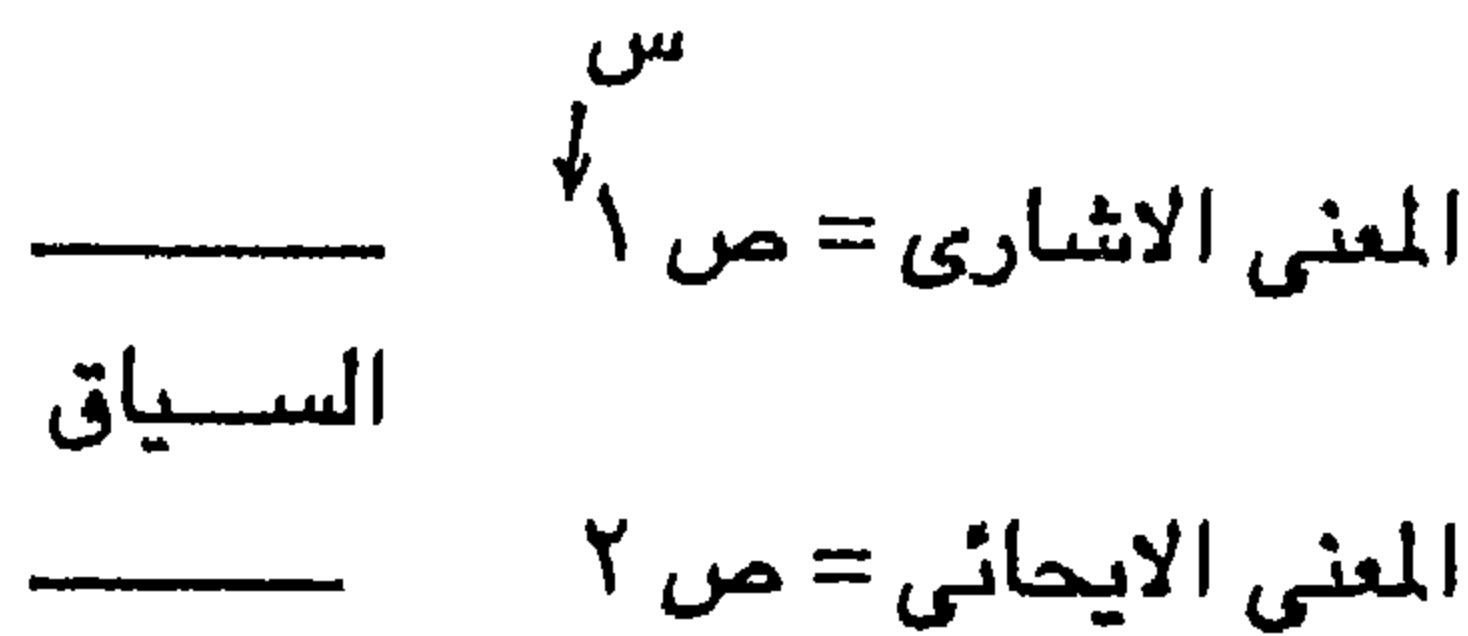 س
المعنى الاشارى = ص ١
السياق
المعنى الايحائى = ص ٢